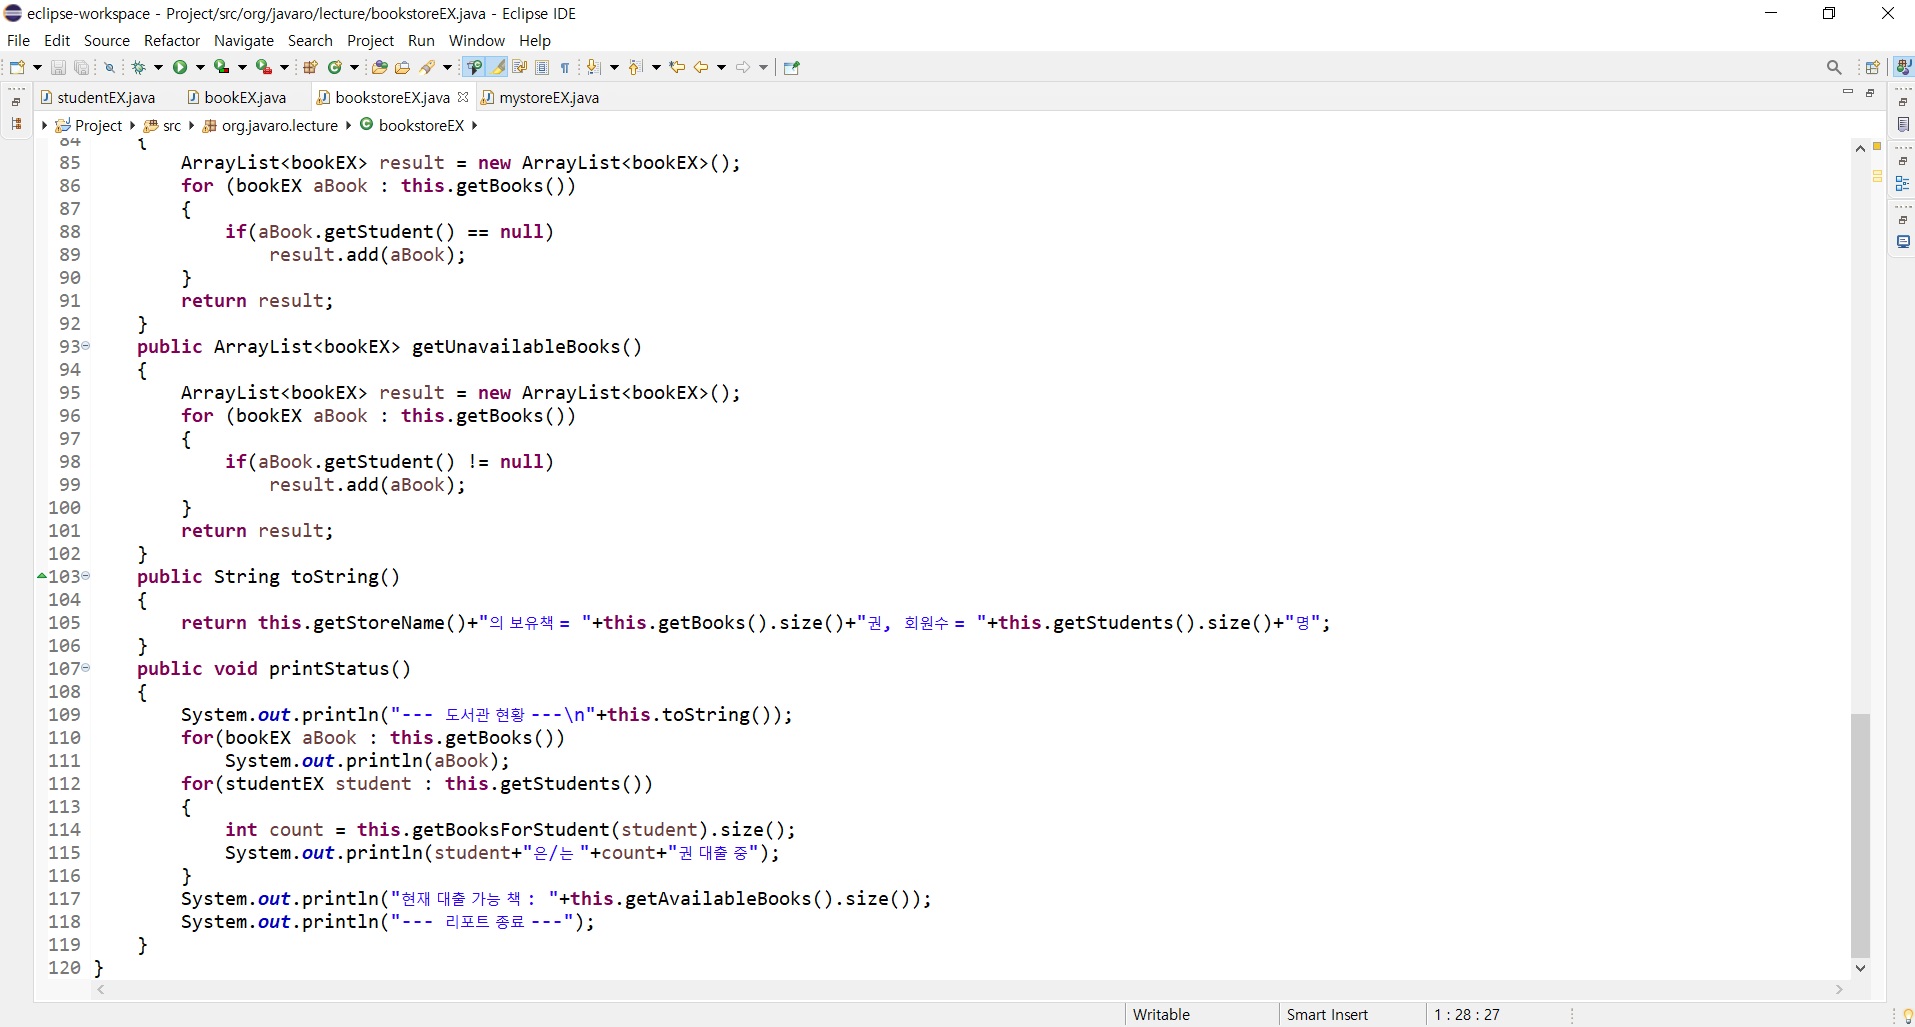 eclipse-workspace - Project/src/org/javaro/lecture/bookstoreEX.java - Eclipse IDE
File Edit Source Refactor Navigate Search Project Run Window Help
studentEX.java bookEX.java bookstoreEX.java mystoreEX.java
Project src org.javaro.lecture bookstoreEX
84 {
85 ArrayList<bookEX> result = new ArrayList<bookEX>();
86 for (bookEX aBook : this.getBooks())
87 {
88 if(aBook.getStudent() == null)
89 result.add(aBook);
90 }
91 return result;
92 }
93 public ArrayList<bookEX> getUnavailableBooks()
94 {
95 ArrayList<bookEX> result = new ArrayList<bookEX>();
96 for (bookEX aBook : this.getBooks())
97 {
98 if(aBook.getStudent() != null)
99 result.add(aBook);
100 }
101 return result;
102 }
103 public String toString()
104 {
105 return this.getStoreName()+"의 보유책 = "+this.getBooks().size()+"권, 회원수 = "+this.getStudents().size()+"명";
106 }
107 public void printStatus()
108 {
109 System.out.println("--- 도서관 현황 ---\n"+this.toString());
110 for(bookEX aBook : this.getBooks())
111 System.out.println(aBook);
112 for(studentEX student : this.getStudents())
113 {
114 int count = this.getBooksForStudent(student).size();
115 System.out.println(student+"은/는 "+count+"권 대출 중");
116 }
117 System.out.println("현재 대출 가능 책 : "+this.getAvailableBooks().size());
118 System.out.println("--- 리포트 종료 ---");
119 }
120 }
Writable Smart Insert 1 : 28 : 27